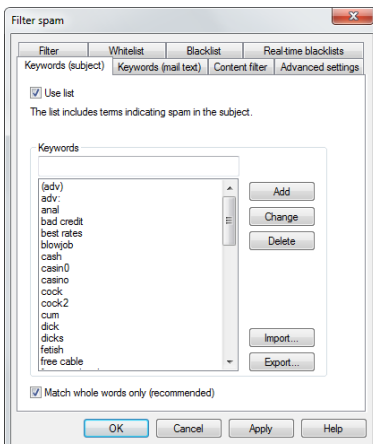 Filter spam
Filter Whitelist Blacklist Real-time blacklists
Keywords (subject) Keywords (mail text) Content filter Advanced settings
Use list
The list includes terms indicating spam in the subject.
Keywords
(adv)
adv:
anal
bad credit
best rates
blowjob
cash
casin0
casino
cock
cock2
cum
dick
dicks
fetish
free cable
Add
Change
Delete
Import...
Export...
Match whole words only (recommended)
OK Cancel Apply Help